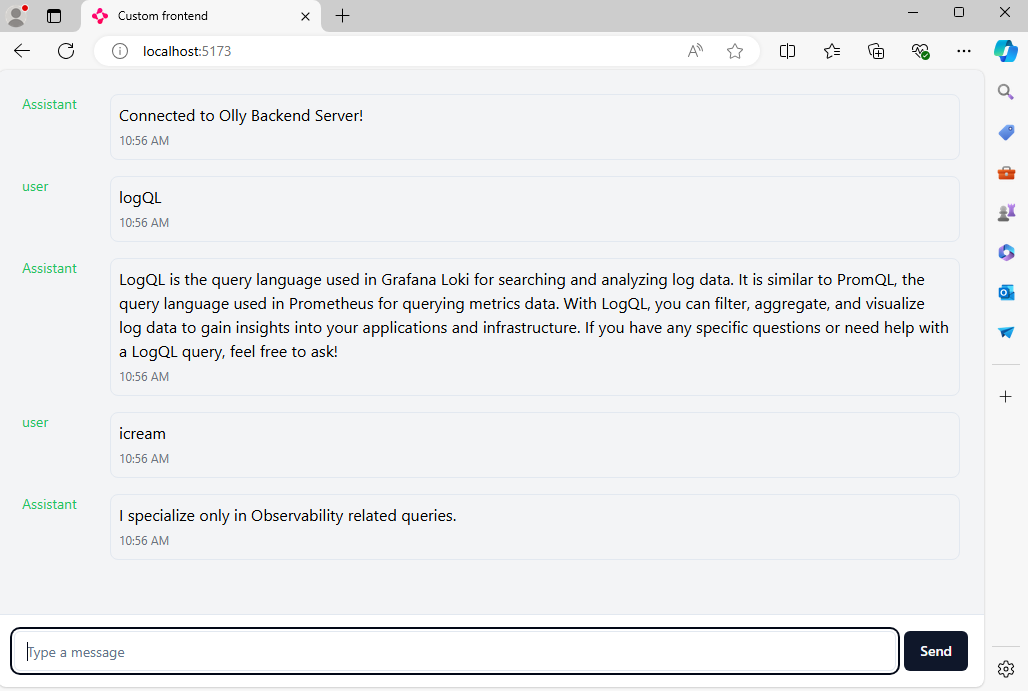 Custom frontend
localhost:5173
Assistant
Connected to Olly Backend Server!
10:56 AM
user
logQL
10:56 AM
Assistant
LogQL is the query language used in Grafana Loki for searching and analyzing log data. It is similar to PromQL, the
query language used in Prometheus for querying metrics data. With LogQL, you can filter, aggregate, and visualize
log data to gain insights into your applications and infrastructure. If you have any specific questions or need help with
a LogQL query, feel free to ask!
10:56 AM
user
icream
10:56 AM
Assistant
I specialize only in Observability related queries.
10:56 AM
Type a message
Send